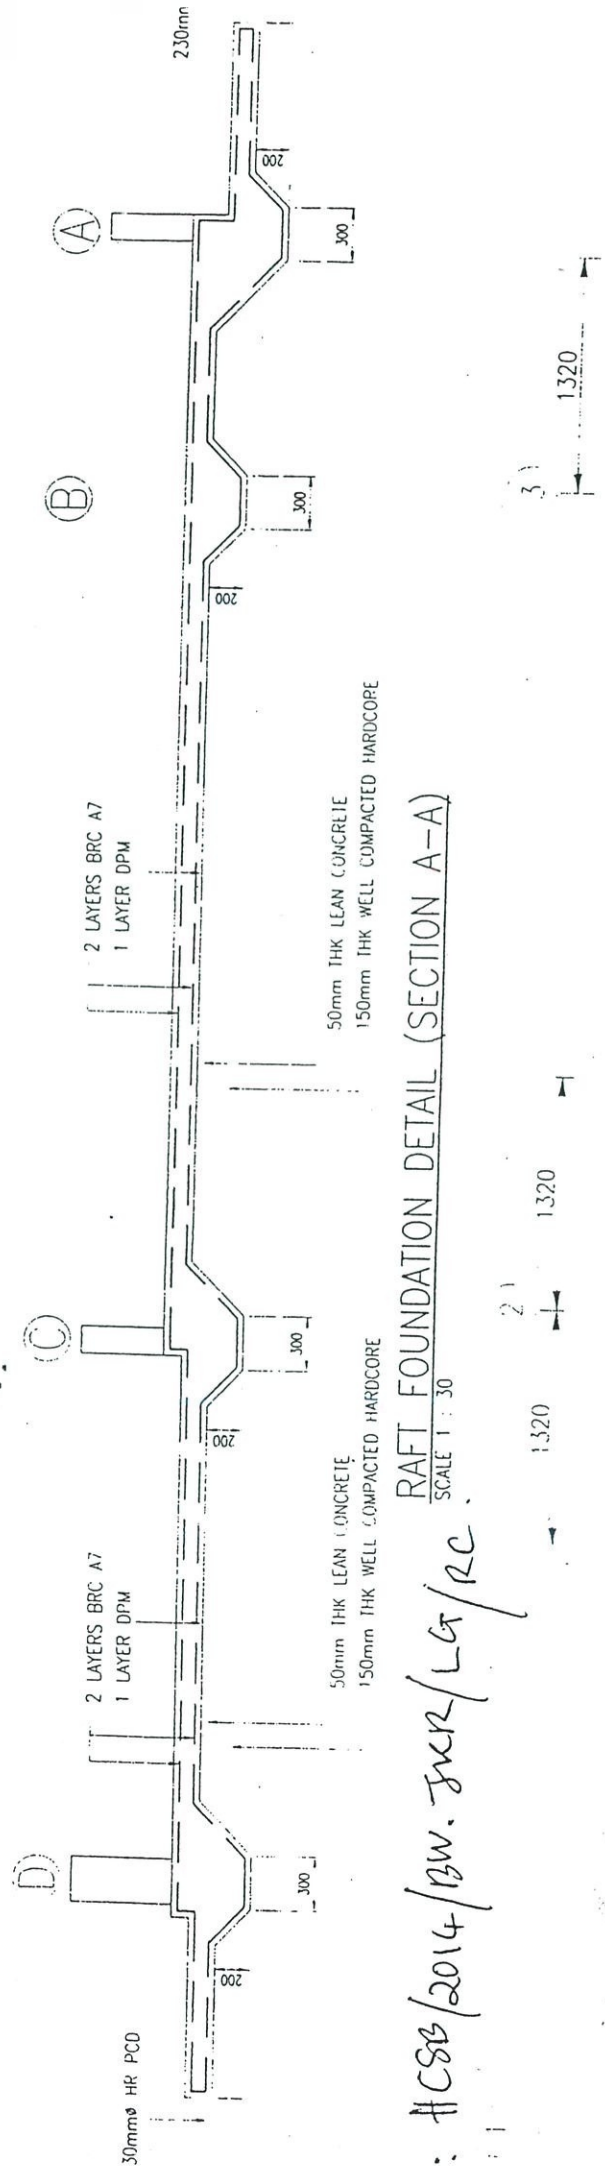 D
C
B
A
30mmø HR PCD
2 LAYERS BRC A7
1 LAYER DPM
2 LAYERS BRC A7
1 LAYER DPM
230mm
200
200
200
200
300
300
300
300
50mm THK LEAN CONCRETE
150mm THK WELL COMPACTED HARDCORE
50mm THK LEAN CONCRETE
150mm THK WELL COMPACTED HARDCORE
RAFT FOUNDATION DETAIL (SECTION A-A)
SCALE 1 : 30
HCSB/2014/BW. JKR/LG/RC.
2
3
1320
1320
1320